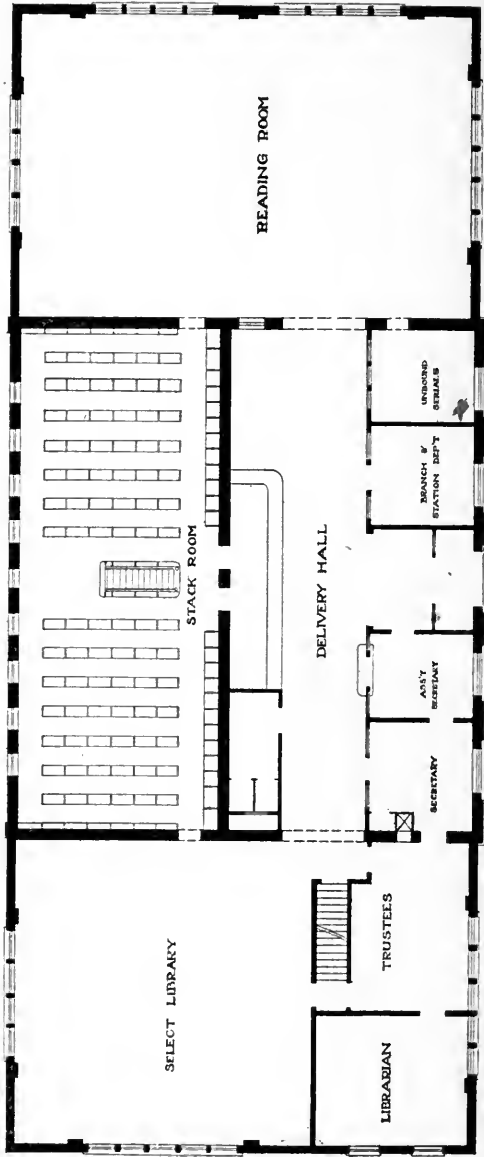 READING ROOM
STACK ROOM
UNBOUND
SERIALS
BRANCH &
STATION DEP'T
DELIVERY HALL
ASS'T
SECRETARY
SECRETARY
SELECT LIBRARY
TRUSTEES
LIBRARIAN